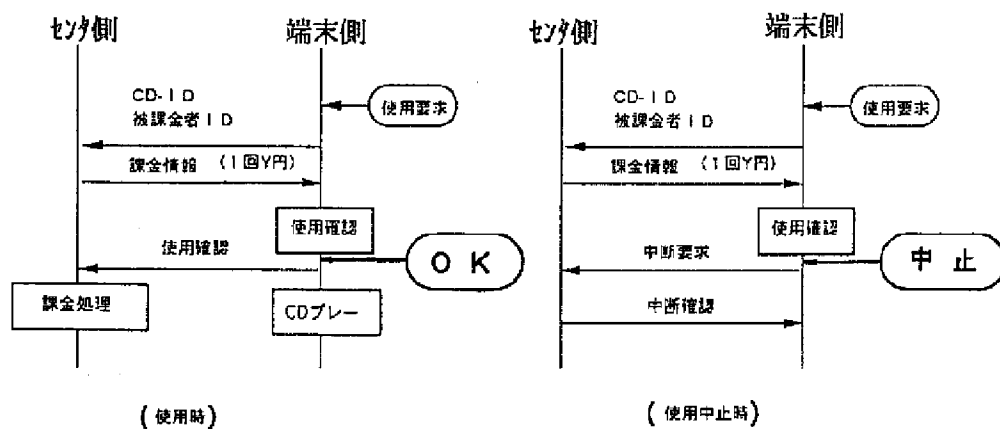 センタ側
端末側
使用要求
CD-ID
被課金者ID
課金情報 (1回Y円)
使用確認
使用確認
OK
課金処理
CDプレー
(使用時)
センタ側
端末側
使用要求
CD-ID
被課金者ID
課金情報 (1回Y円)
使用確認
中断要求
中止
中断確認
(使用中止時)